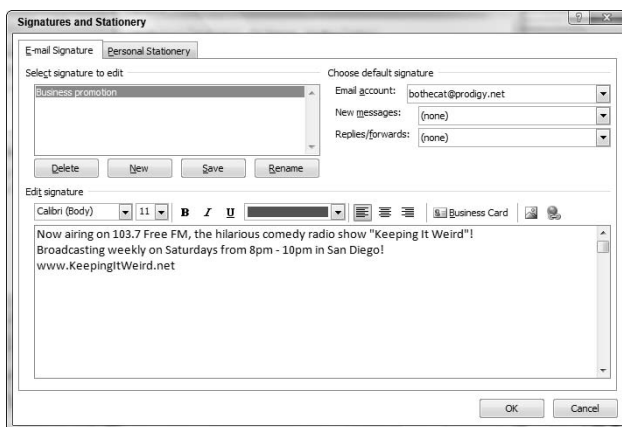 Signatures and Stationery
E-mail Signature Personal Stationery
Select signature to edit
Business promotion
Delete New Save Rename
Choose default signature
Email account: bothecat@prodigy.net
New messages: (none)
Replies/forwards: (none)
Edit signature
Calibri (Body) 11 B I U Business Card
Now airing on 103.7 Free FM, the hilarious comedy radio show "Keeping It Weird"!
Broadcasting weekly on Saturdays from 8pm - 10pm in San Diego!
www.KeepingItWeird.net
OK Cancel